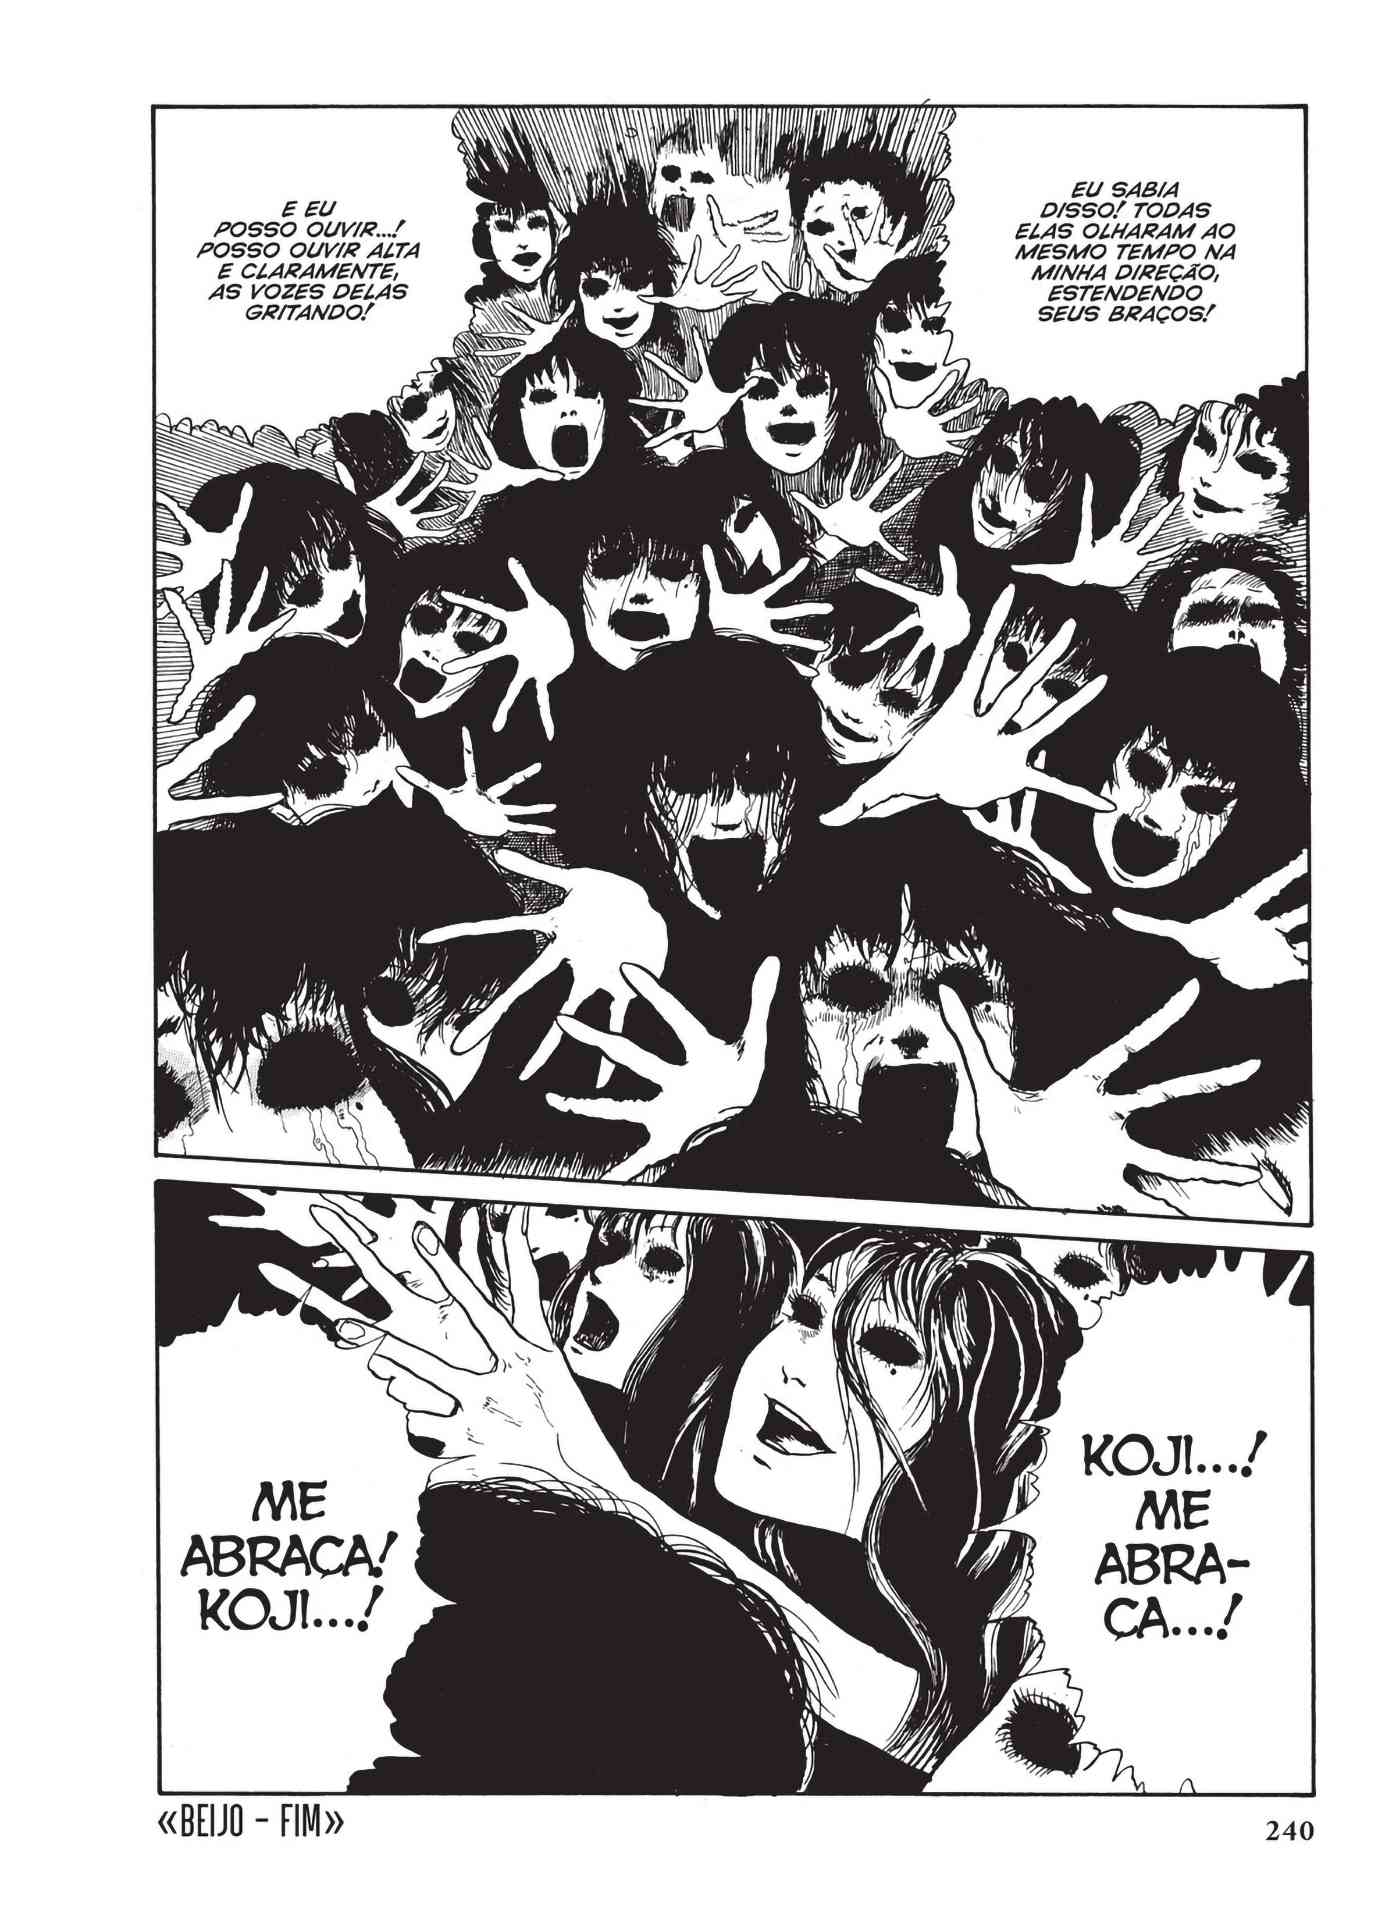 EU SABIA
DISSO! TODAS
ELAS OLHARAM AO
MESMO TEMPO NA
MINHA DIREÇÃO,
ESTENDENDO
SEUS BRAÇOS!
E EU
POSSO OUVIR...!
POSSO OUVIR ALTA
E CLARAMENTE,
AS VOZES DELAS
GRITANDO!
KOJI...!
ME
ABRA-
ÇA...!
ME
ABRAÇA!
KOJI...!
«BEIJO - FIM»
240